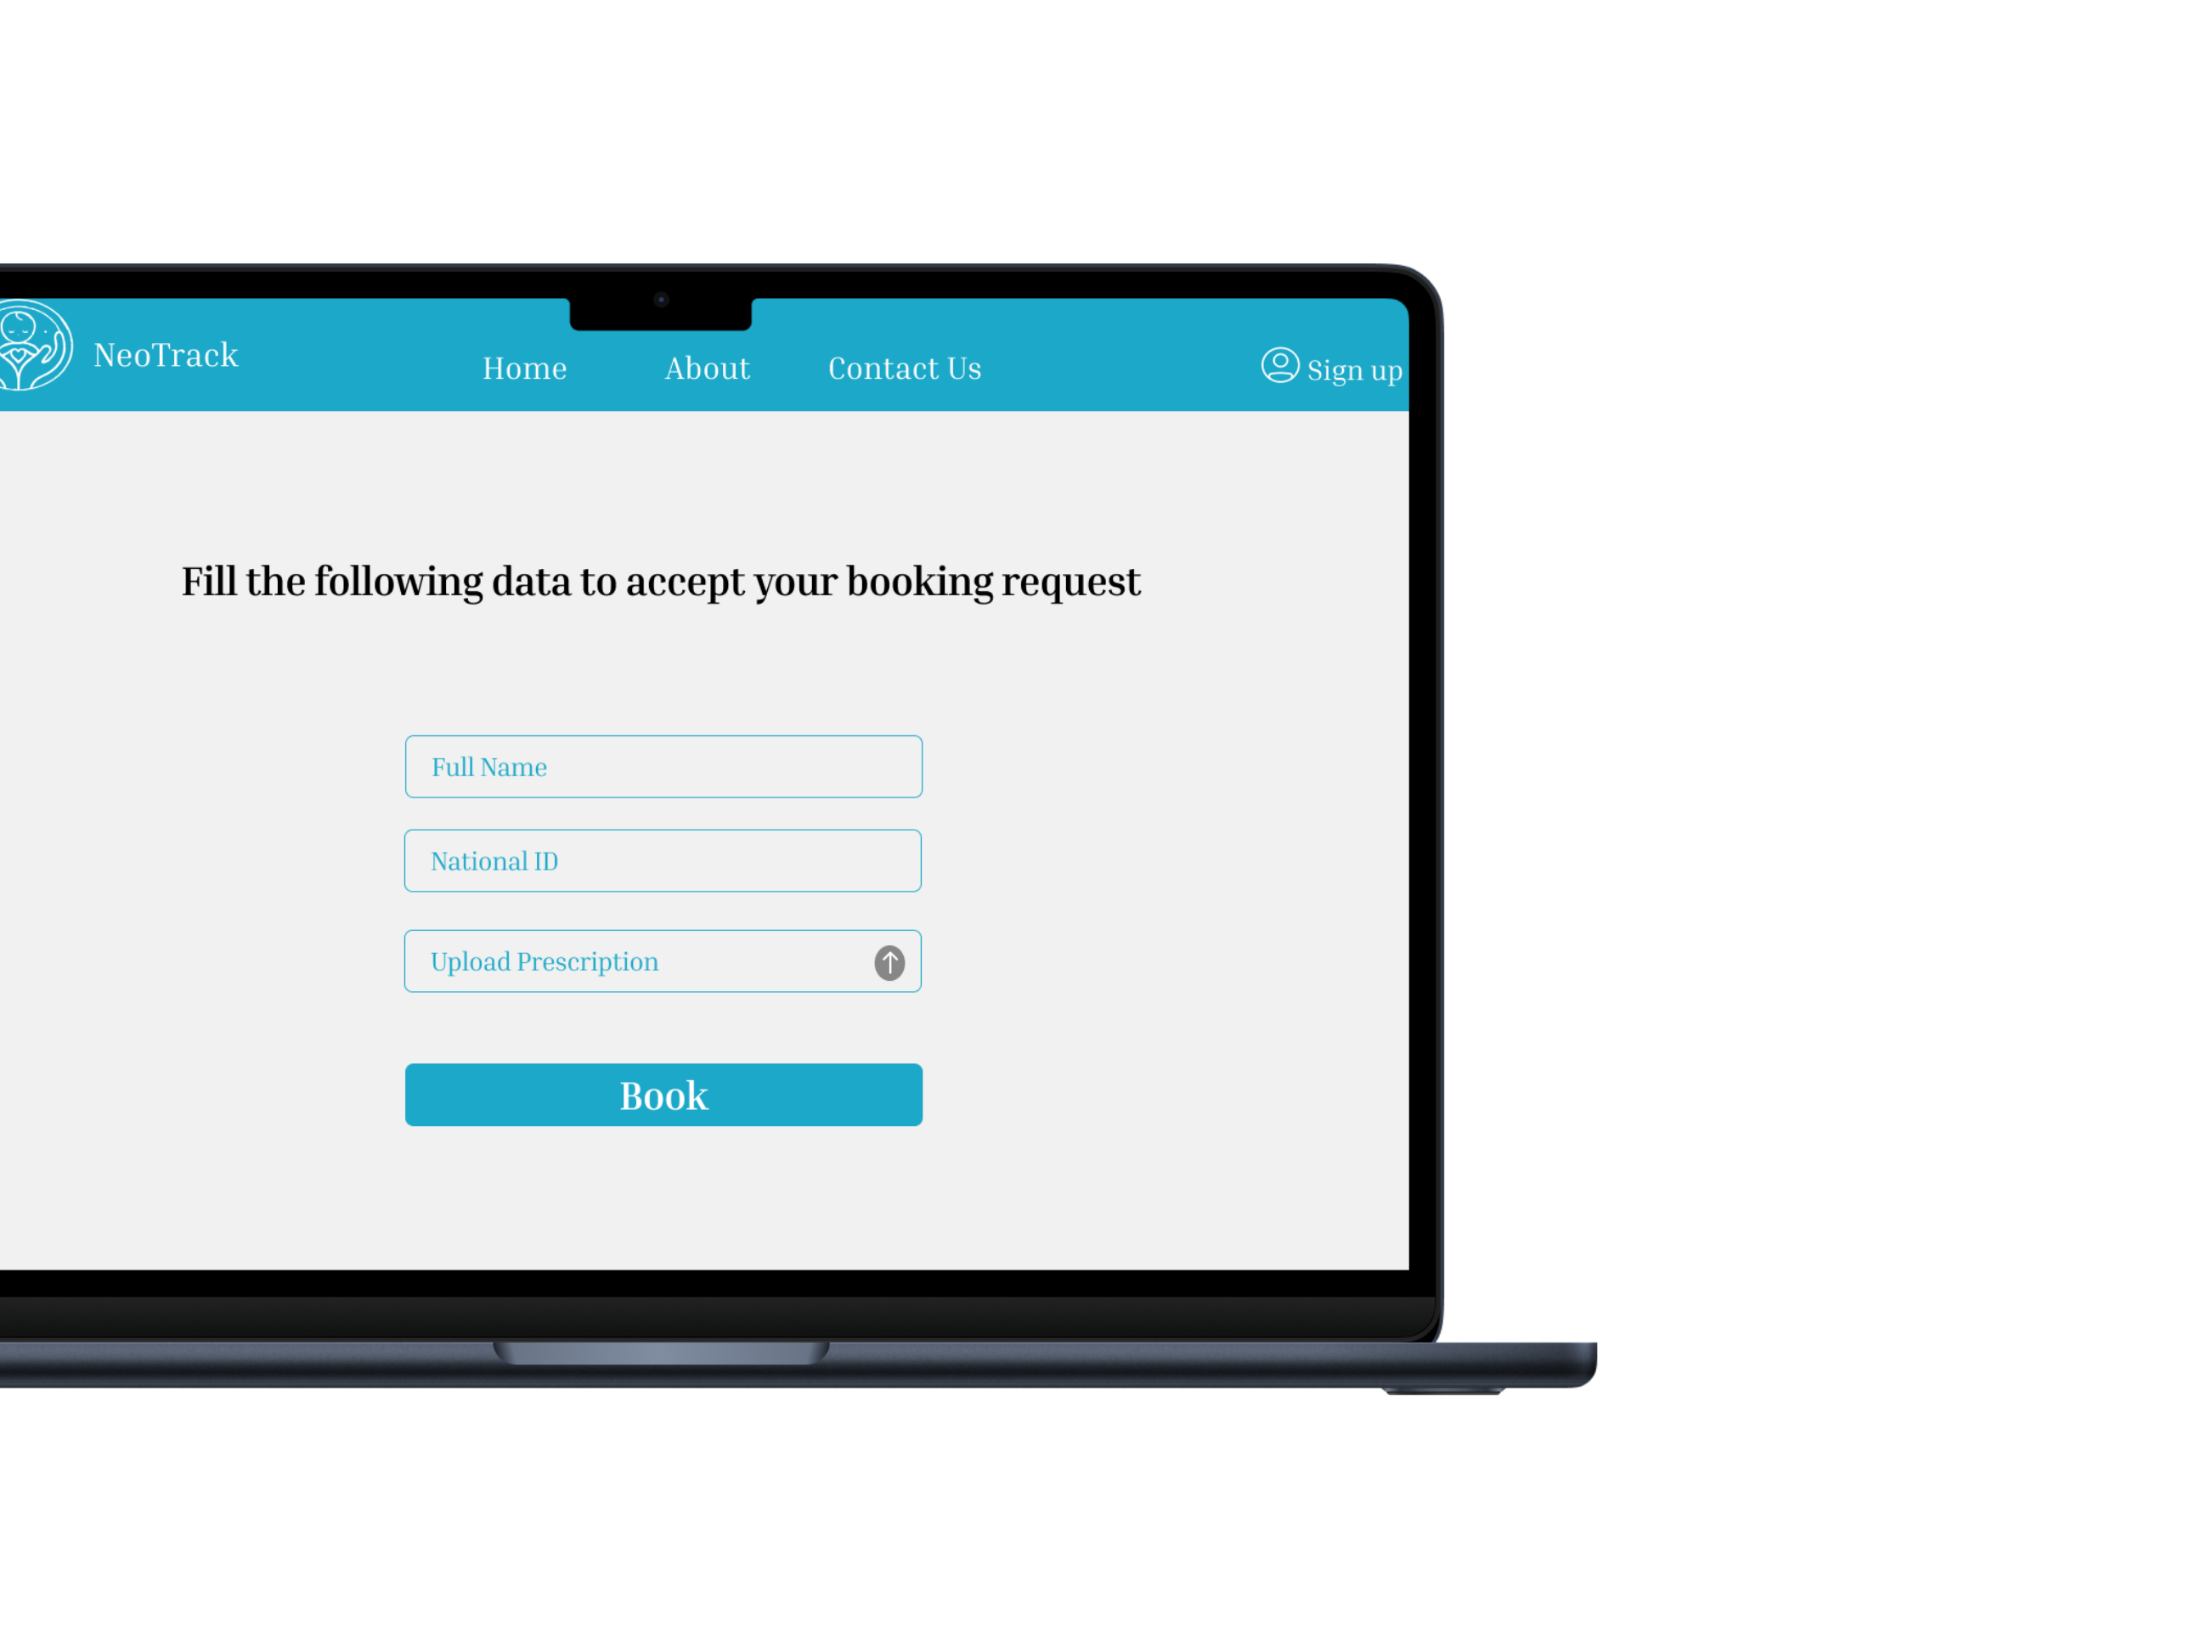 NeoTrack
Home
About
Contact Us
Sign up
Fill the following data to accept your booking request
Full Name
National ID
Upload Prescription
Book